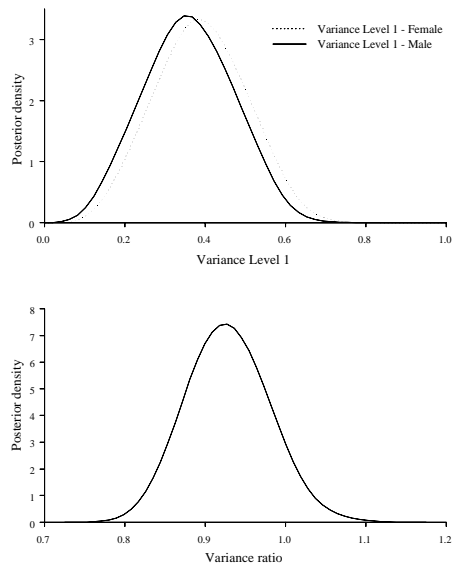 Variance Level 1 - Female
Variance Level 1 - Male
Posterior density
3
2
1
0
0.0 0.2 0.4 0.6 0.8 1.0
Variance Level 1
Posterior density
8
7
6
5
4
3
2
1
0
0.7 0.8 0.9 1.0 1.1 1.2
Variance ratio